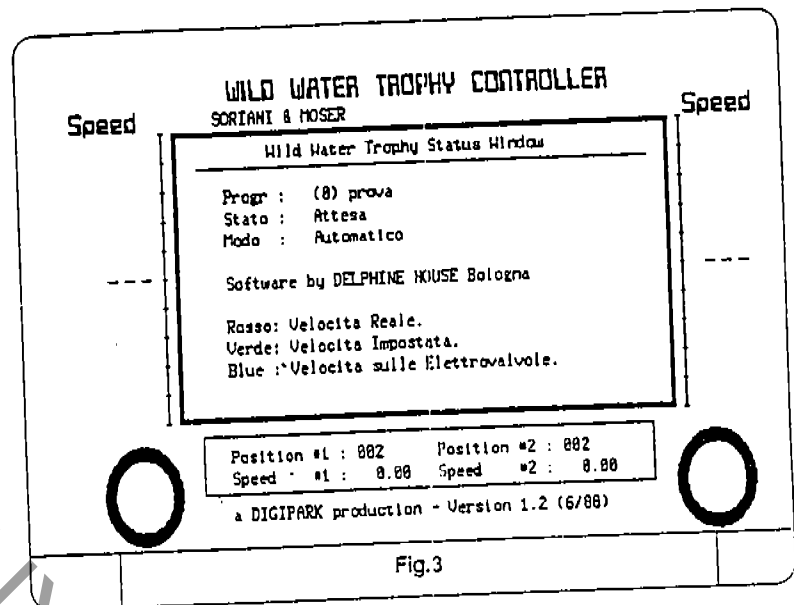 WILD WATER TROPHY CONTROLLER
SORIANI & MOSER
Speed
Speed
Wild Water Trophy Status Window
Progr : (0) prova
Stato : Attesa
Modo : Automatico
Software by DELPHINE HOUSE Bologna
Rosso: Velocita Reale.
Verde: Velocita Impostata.
Blue : Velocita sulle Elettrovalvole.
Position #1 : 002 Position #2 : 002
Speed #1 : 0.00 Speed #2 : 0.00
a DIGIPARK production - Version 1.2 (6/88)
Fig.3